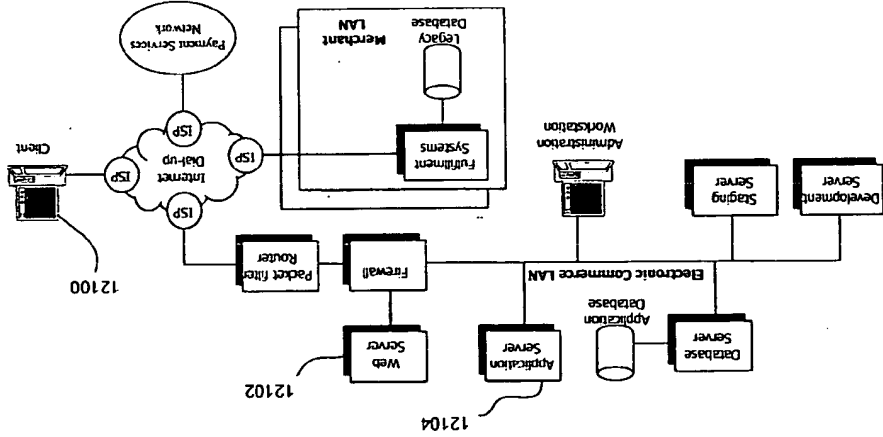 12104
12102
Database
Server
Application
Database
Application
Server
Web
Server
12100
Electronic Commerce LAN
Firewall
Packet filter
Router
Development
Server
Staging
Server
Administration
Workstation
ISP
Internet
Dial-up
ISP
ISP
ISP
Client
Fulfillment
Systems
Legacy
Database
Merchant
LAN
Payment Services
Network